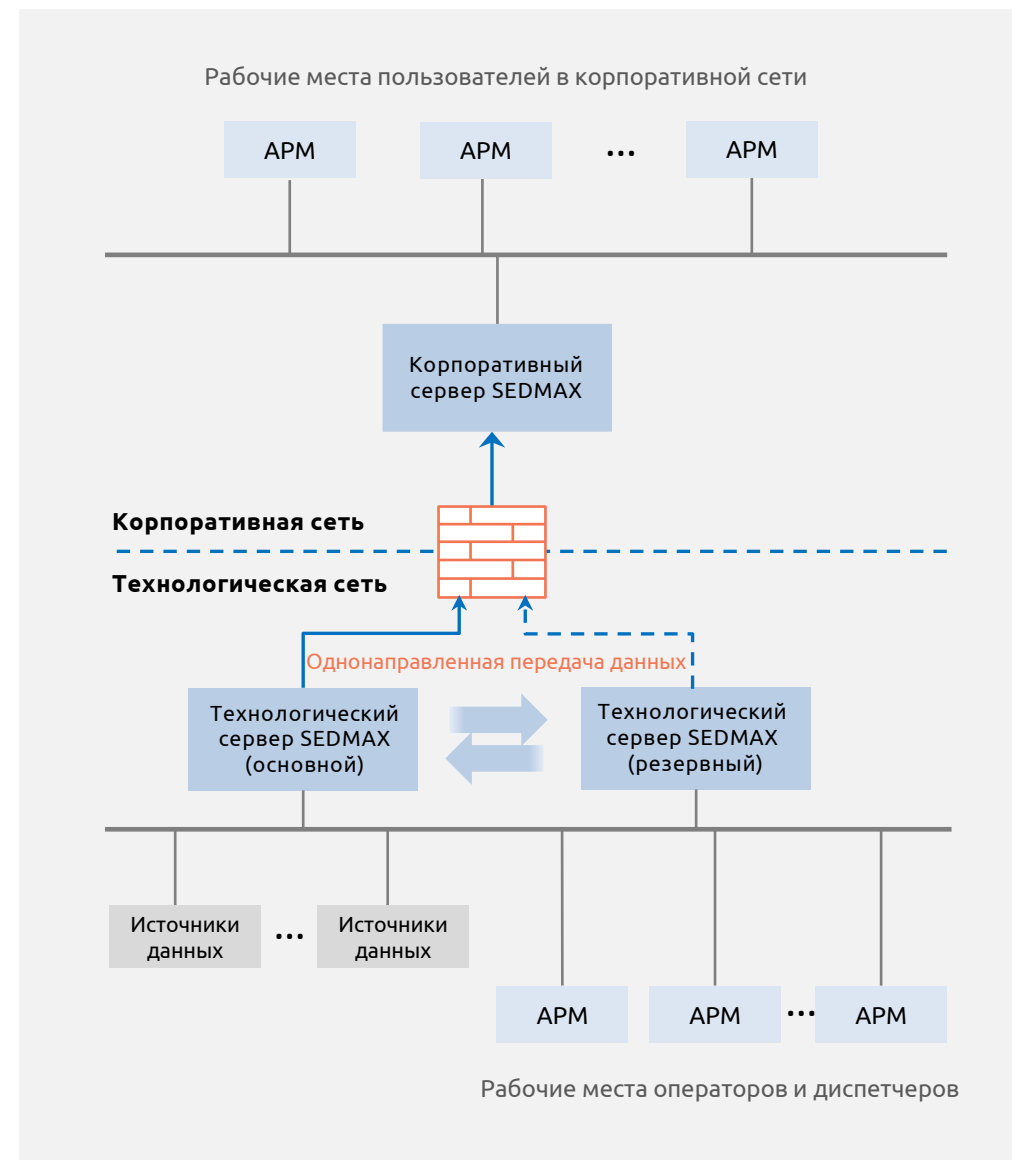 Рабочие места пользователей в корпоративной сети
АРМ
АРМ
...
АРМ
Корпоративный
сервер SEDMAX
Корпоративная сеть
Технологическая сеть
Однонаправленная передача данных
Технологический
сервер SEDMAX
(основной)
Технологический
сервер SEDMAX
(резервный)
Источники
данных
...
Источники
данных
АРМ
АРМ
...
АРМ
Рабочие места операторов и диспетчеров